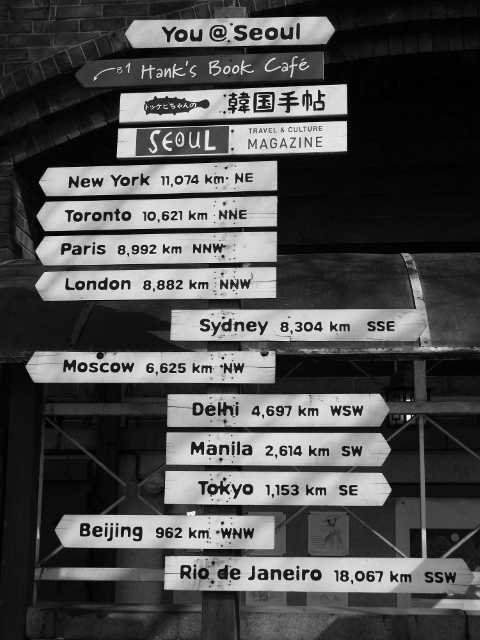 You @ Seoul
B1 Hank's Book Café
トッケビちゃんの 韓国手帖
SEOUL TRAVEL & CULTURE MAGAZINE
New York 11,074 km NE
Toronto 10,621 km NNE
Paris 8,992 km NNW
London 8,882 km NNW
Sydney 8,304 km SSE
Moscow 6,625 km NW
Delhi 4,697 km WSW
Manila 2,614 km SW
Tokyo 1,153 km SE
Beijing 962 km WNW
Rio de Janeiro 18,067 km SSW